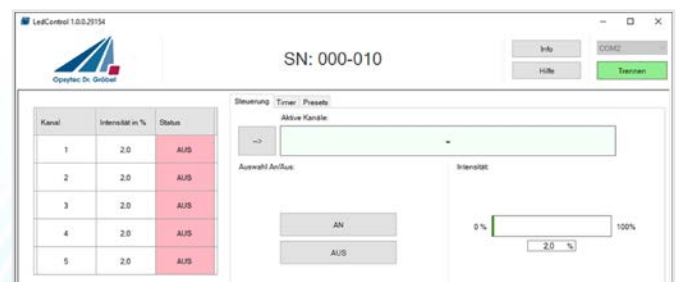 LedControl 1.0.0.29154
Opsytec Dr. Gröbel
SN: 000-010
Info
COM2
Hilfe
Trennen
Steuerung Timer Presets
Kanal Intensität in % Status
Aktive Kanäle:
-->
-
1 2.0 AUS
2 2.0 AUS
3 2.0 AUS
4 2.0 AUS
5 2.0 AUS
Auswahl An/Aus:
AN
AUS
Intensität:
0 % 100%
2,0 %